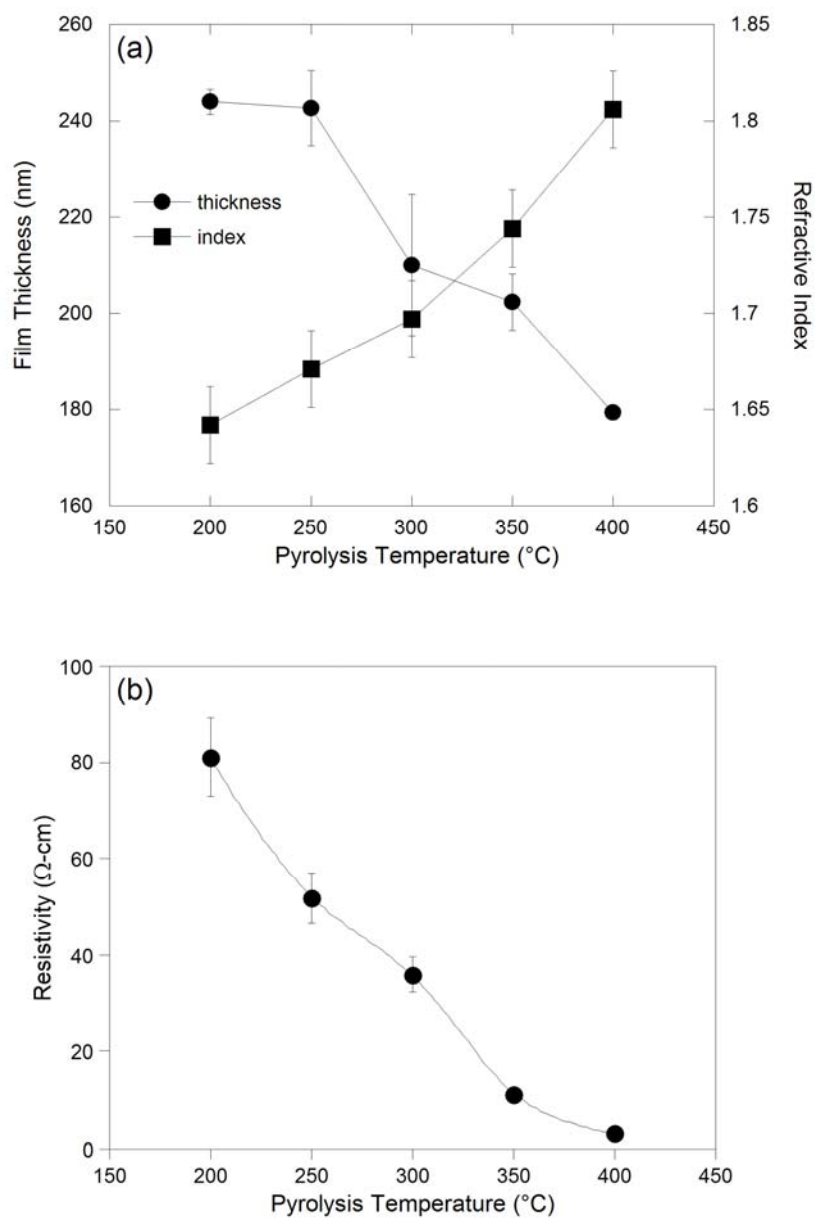 (a)
260
240
220
200
180
160
Film Thickness (nm)
thickness
index
1.85
1.8
1.75
1.7
1.65
1.6
Refractive Index
150 200 250 300 350 400 450
Pyrolysis Temperature (°C)
(b)
100
80
60
40
20
0
Resistivity (Ω-cm)
150 200 250 300 350 400 450
Pyrolysis Temperature (°C)